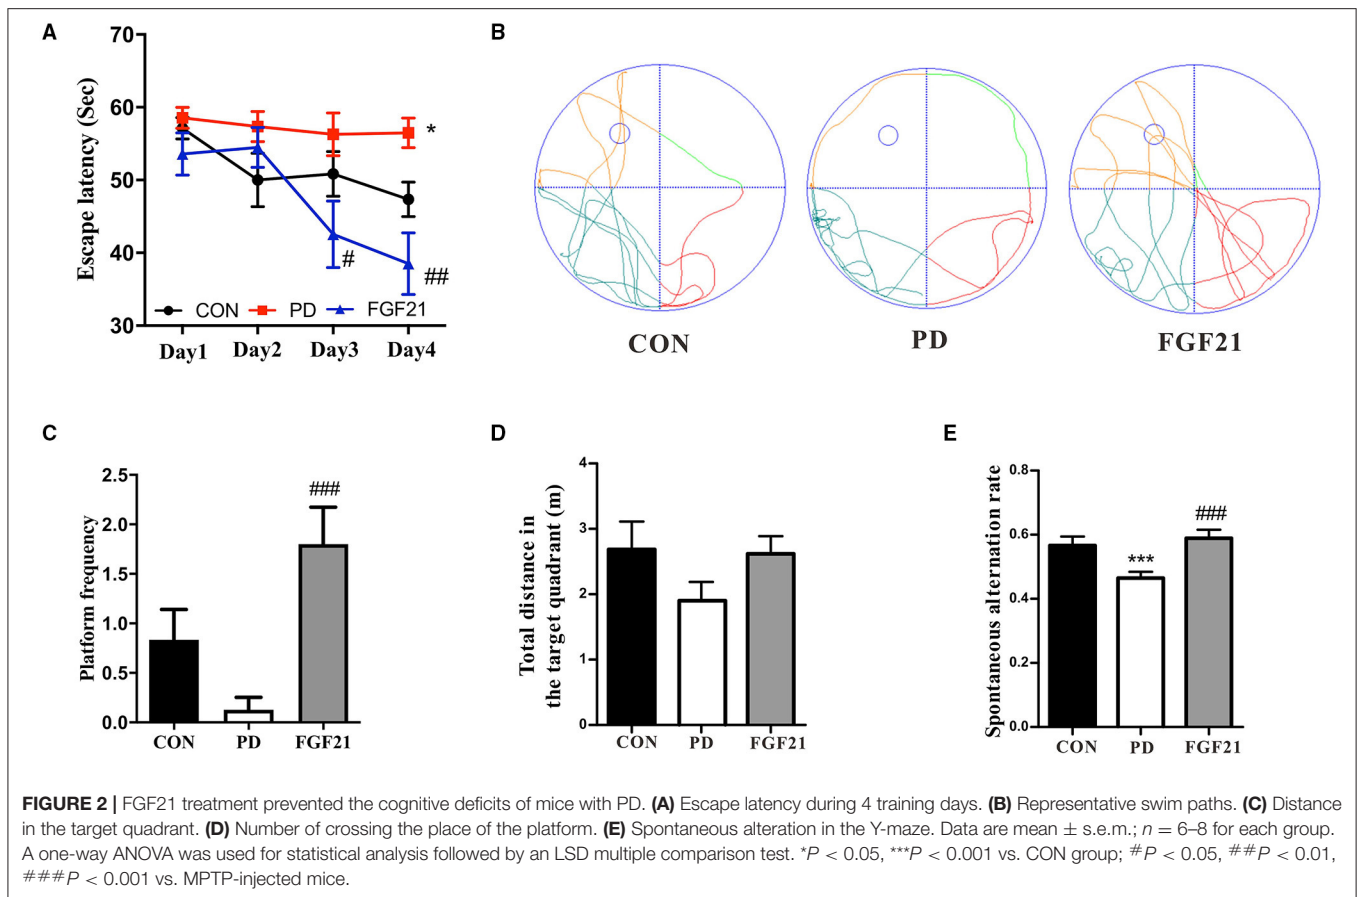 A
70
60
50
40
30
Escape latency (Sec)
*
#
##
CON PD FGF21
Day1 Day2 Day3 Day4
B
CON
PD
FGF21
C
2.5
2.0
1.5
1.0
0.5
0.0
Platform frequency
###
CON PD FGF21
D
4
3
2
1
0
Total distance in
the target quadrant (m)
CON PD FGF21
E
0.8
0.6
0.4
0.2
0.0
Spontaneous alternation rate
***
###
CON PD FGF21
FIGURE 2 | FGF21 treatment prevented the cognitive deficits of mice with PD. (A) Escape latency during 4 training days. (B) Representative swim paths. (C) Distance
in the target quadrant. (D) Number of crossing the place of the platform. (E) Spontaneous alteration in the Y-maze. Data are mean ± s.e.m.; n = 6–8 for each group.
A one-way ANOVA was used for statistical analysis followed by an LSD multiple comparison test. *P < 0.05, ***P < 0.001 vs. CON group; #P < 0.05, ##P < 0.01,
###P < 0.001 vs. MPTP-injected mice.